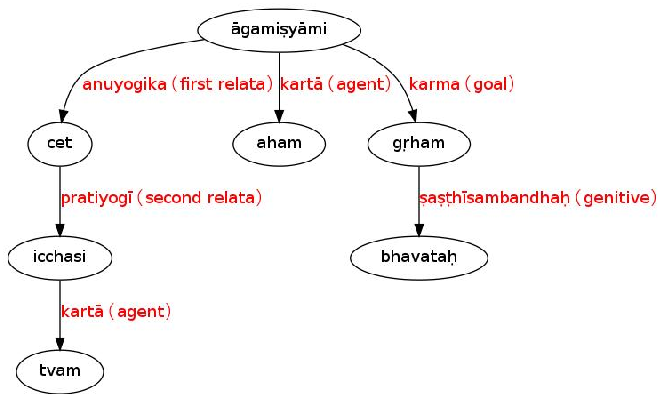 āgamiṣyāmi
anuyogika (first relata) kartā (agent) karma (goal)
cet aham gṛham
pratiyogī (second relata) ṣaṣṭhīsambandhaḥ (genitive)
icchasi bhavataḥ
kartā (agent)
tvam